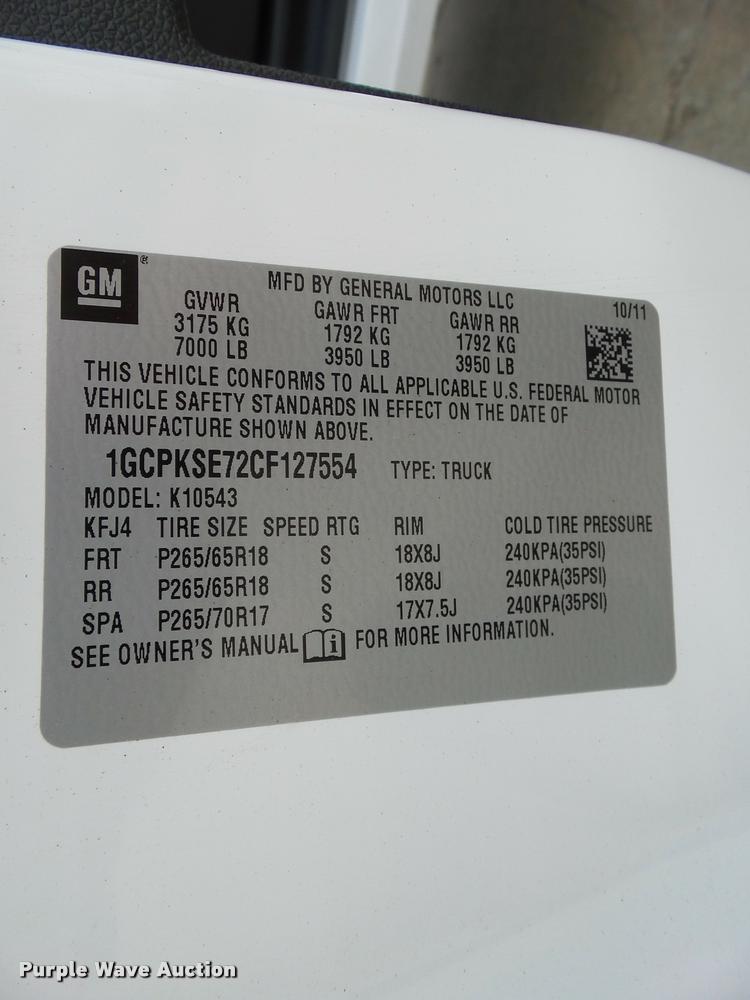 GM
®
MFD BY GENERAL MOTORS LLC
10/11
GVWR GAWR FRT GAWR RR
3175 KG 1792 KG 1792 KG
7000 LB 3950 LB 3950 LB
THIS VEHICLE CONFORMS TO ALL APPLICABLE U.S. FEDERAL MOTOR
VEHICLE SAFETY STANDARDS IN EFFECT ON THE DATE OF
MANUFACTURE SHOWN ABOVE.
1GCPKSE72CF127554 TYPE: TRUCK
MODEL: K10543
KFJ4 TIRE SIZE SPEED RTG RIM COLD TIRE PRESSURE
FRT P265/65R18 S 18X8J 240KPA(35PSI)
RR P265/65R18 S 18X8J 240KPA(35PSI)
SPA P265/70R17 S 17X7.5J 240KPA(35PSI)
SEE OWNER'S MANUAL i FOR MORE INFORMATION.
Purple Wave Auction